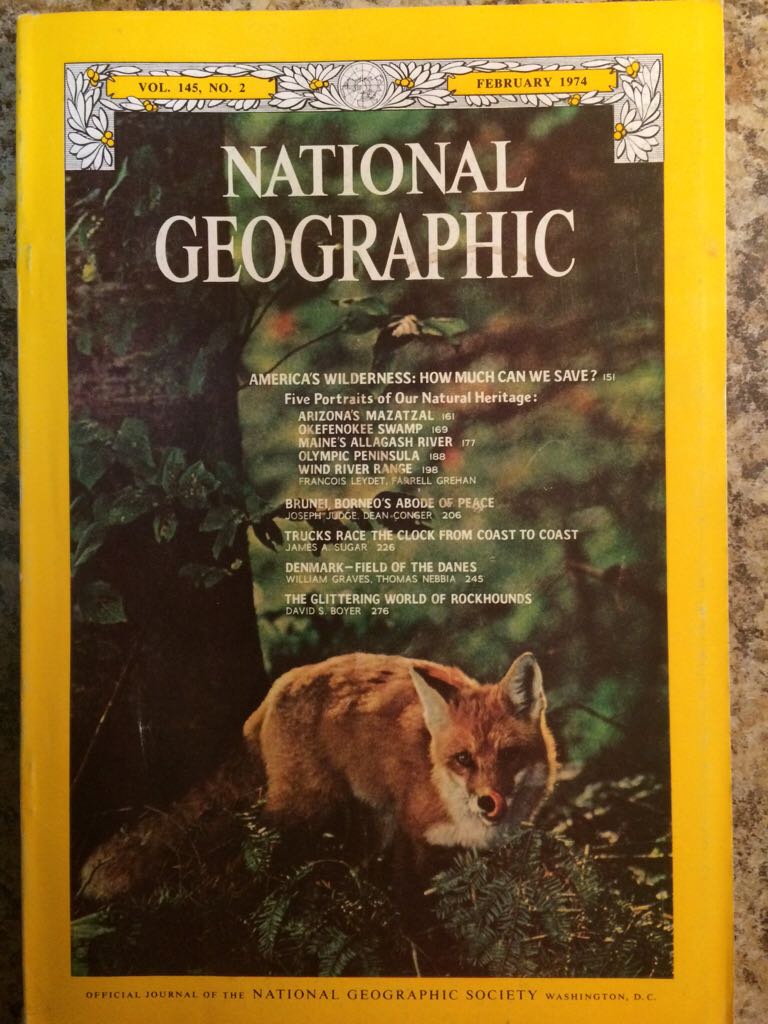 VOL. 145, NO. 2
FEBRUARY 1974
NATIONAL
GEOGRAPHIC
AMERICA'S WILDERNESS: HOW MUCH CAN WE SAVE? 151
Five Portraits of Our Natural Heritage:
ARIZONA'S MAZATZAL 161
OKEFENOKEE SWAMP 169
MAINE'S ALLAGASH RIVER 177
OLYMPIC PENINSULA 188
WIND RIVER RANGE 198
FRANCOIS LEYDET, FARRELL GREHAN
BRUNEI, BORNEO'S ABODE OF PEACE
JOSEPH JUDGE, DEAN CONGER 206
TRUCKS RACE THE CLOCK FROM COAST TO COAST
JAMES A. SUGAR 226
DENMARK—FIELD OF THE DANES
WILLIAM GRAVES, THOMAS NEBBIA 245
THE GLITTERING WORLD OF ROCKHOUNDS
DAVID S. BOYER 276
OFFICIAL JOURNAL OF THE NATIONAL GEOGRAPHIC SOCIETY WASHINGTON, D.C.